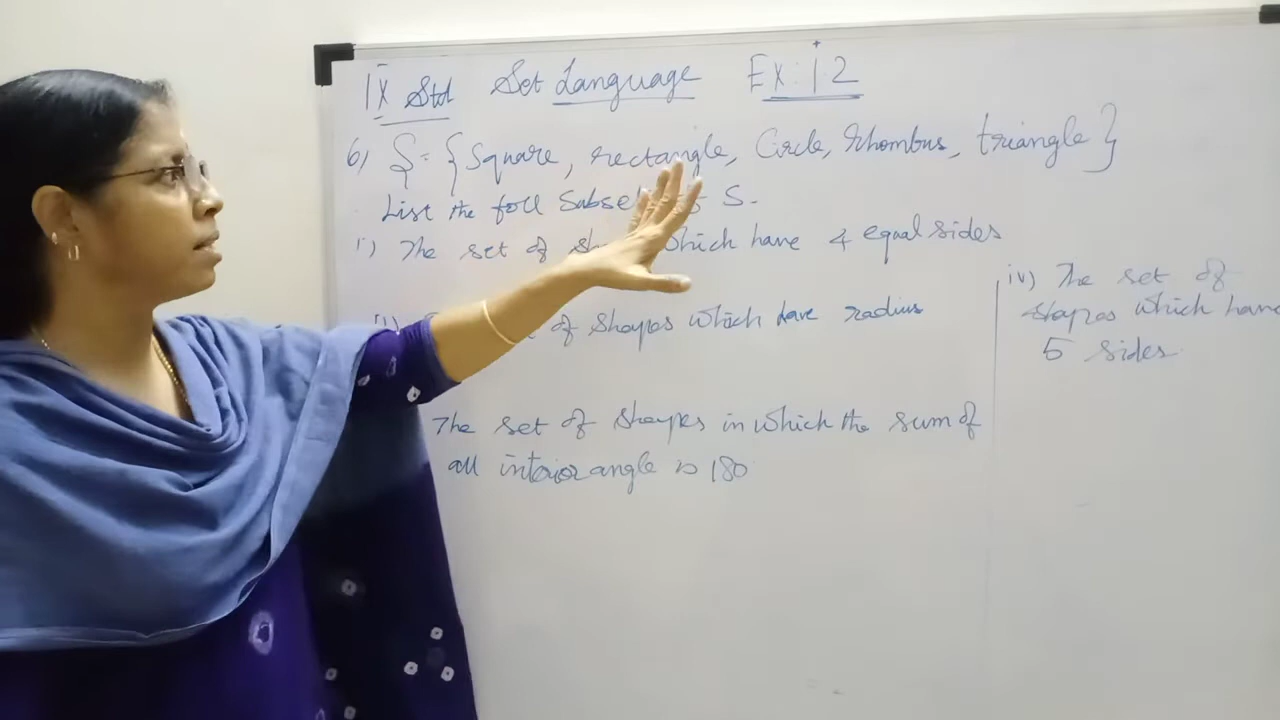 IX Std Set Language Ex: 1.2
6) S = { Square, rectangle, Circle, Rhombus, triangle }
List the foll Subse S.
i) The set of which have 4 equal sides
of shapes which have radius
The set of shapes in which the sum of
all interior angle is 180
iv) The set of
shapes which have
5 sides.